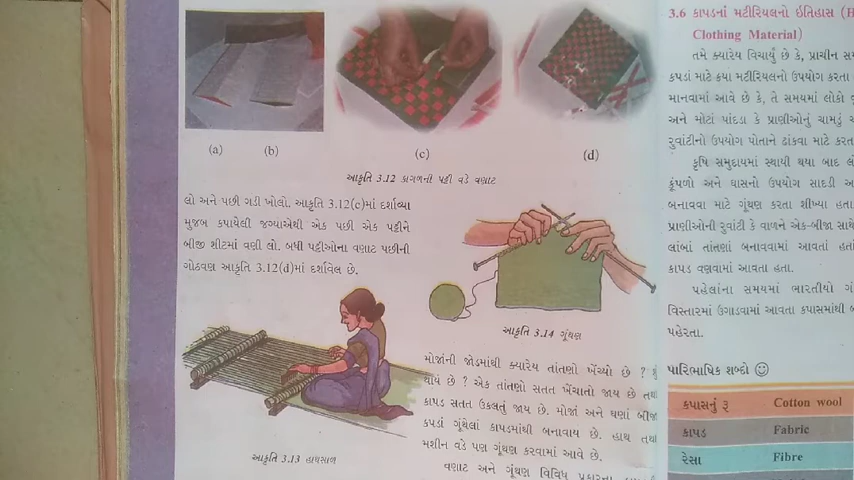 (a) (b) (c) (d)
આકૃતિ 3.12 કાગળની પટ્ટી વડે વણાટ
લો અને પછી ગડી ખોલો. આકૃતિ 3.12(c)માં દર્શાવ્યા
મુજબ કપાયેલી જગ્યાએથી એક પછી એક પટ્ટીને
બીજી શીટમાં વણી લો. બધી પટ્ટીઓના વણાટ પછીની
ગોઠવણ આકૃતિ 3.12(d)માં દર્શાવેલ છે.
આકૃતિ 3.13 હાથસાળ
આકૃતિ 3.14 ગૂંથણ
મોજાંની જોડમાંથી ક્યારેય તાંતણો ખેંચ્યો છે ?
થાય છે ? એક તાંતણો સતત ખેંચાતો જાય છે તથા
કાપડ સતત ઉકલતું જાય છે. મોજાં અને ઘણાં બીજાં
કપડાં ગૂંથેલાં કાપડમાંથી બનાવાય છે. હાથ તથા
મશીન વડે પણ ગૂંથણ કરવામાં આવે છે.
વણાટ અને ગૂંથણ વિવિધ પ્રકારના
3.6 કાપડનાં મટીરિયલનો ઇતિહાસ
Clothing Material)
તમે ક્યારેય વિચાર્યું છે કે, પ્રાચીન
કપડાં માટે કયા મટીરિયલનો ઉપયોગ કરતા
માનવામાં આવે છે કે, તે સમયમાં લોકો
અને મોટાં પાંદડા કે પ્રાણીઓનું ચામડું
રુવાંટીનો ઉપયોગ પોતાને ઢાંકવા માટે
કૃષિ સમુદાયમાં સ્થાયી થયા બાદ
કૂંપળો અને ઘાસનો ઉપયોગ સાદડી
બનાવવા માટે ગૂંથણ કરતા શીખ્યા હતા
પ્રાણીઓની રુવાંટી કે વાળને એક-બીજા સાથે
લાંબાં તાંતણાં બનાવવામાં આવતાં
કાપડ વણવામાં આવતા હતા.
પહેલાંના સમયમાં ભારતીયો
વિસ્તારમાં ઉગાડવામાં આવતા કપાસમાંથી
પહેરતા.
પારિભાષિક શબ્દો
કપાસનું રૂ Cotton wool
કાપડ Fabric
રેસા Fibre